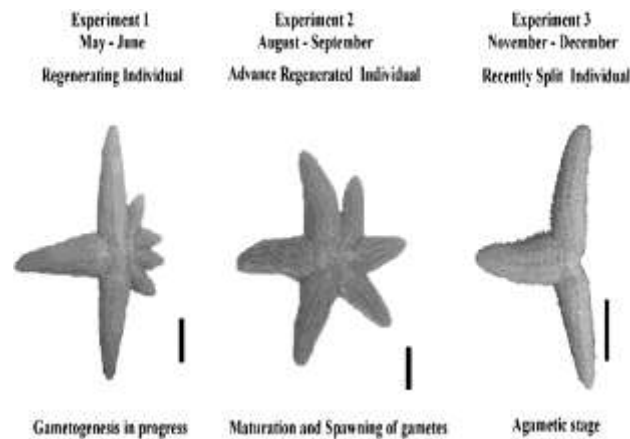 Experiment 1
May - June
Regenerating Individual
Experiment 2
August - September
Advance Regenerated Individual
Experiment 3
November - December
Recently Split Individual
Gametogenesis in progress
Maturation and Spawning of gametes
Agametic stage